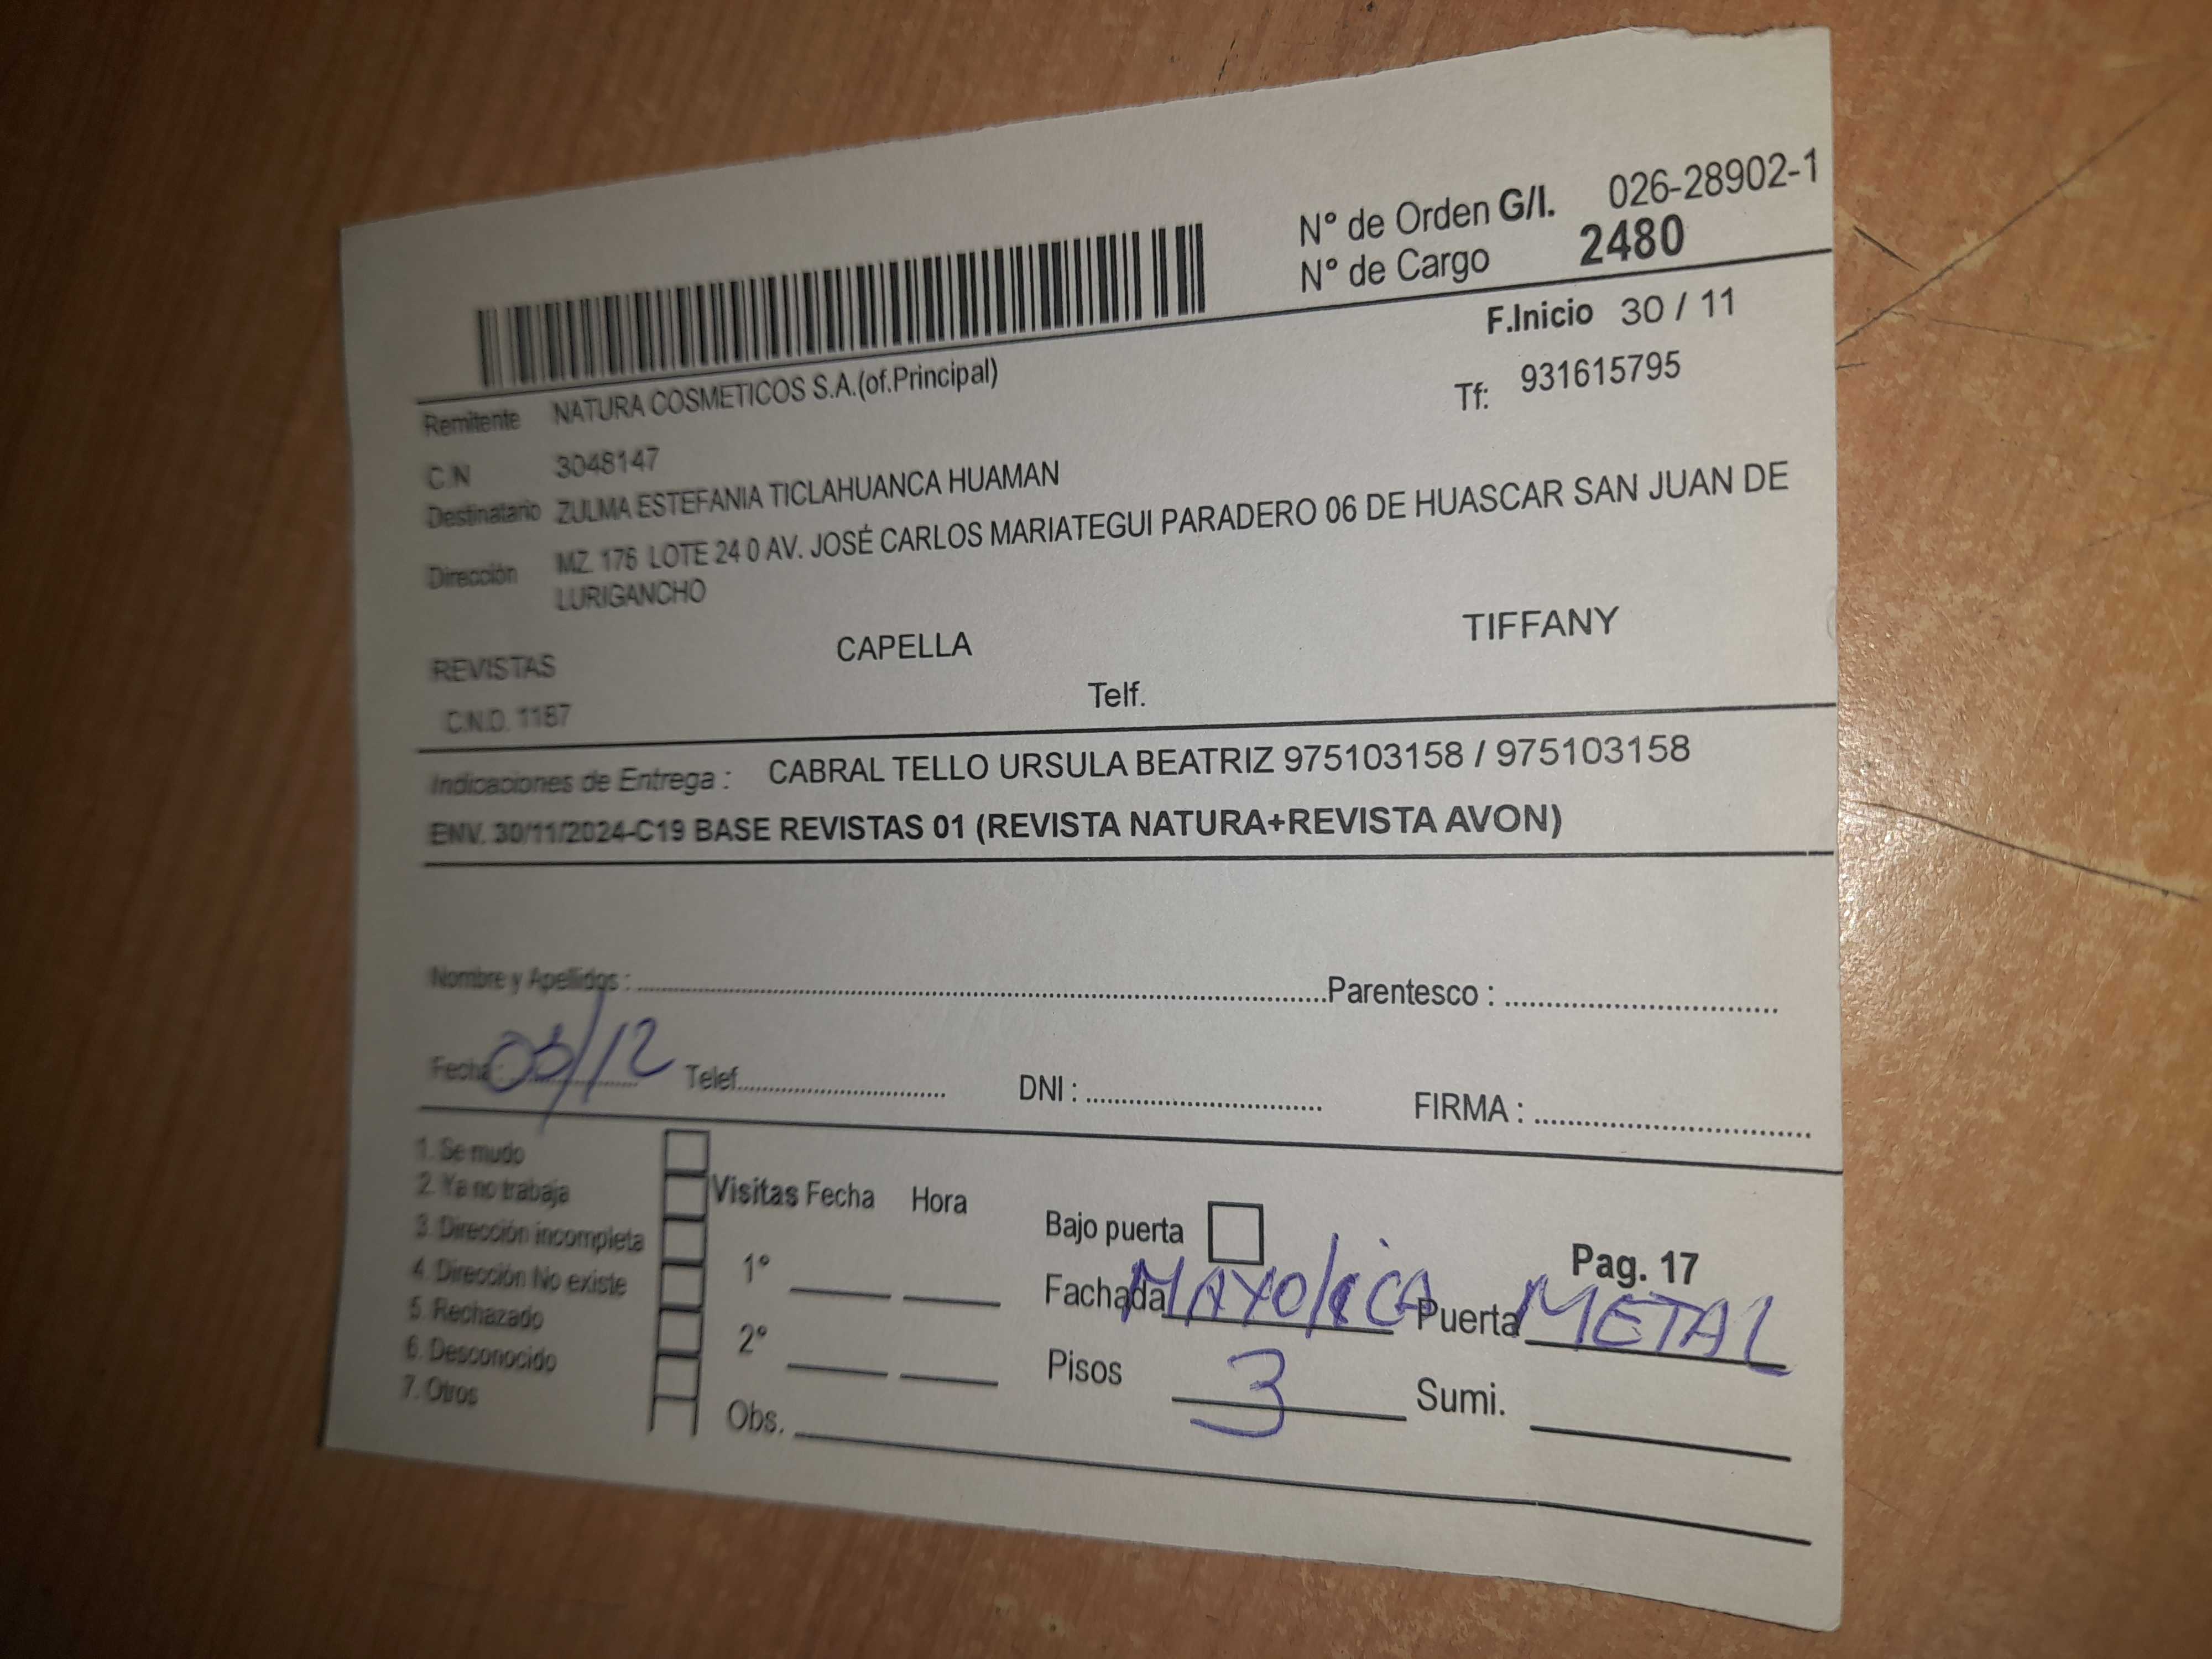 N° de Orden G/I. 026-28902-1
N° de Cargo 2480
F.Inicio 30 / 11
Remitente NATURA COSMETICOS S.A.(of.Principal)
Tf: 931615795
C.N 3048147
Destinatario ZULMA ESTEFANIA TICLAHUANCA HUAMAN
Dirección MZ. 176 LOTE 24 0 AV. JOSÉ CARLOS MARIATEGUI PARADERO 06 DE HUASCAR SAN JUAN DE
LURIGANCHO
REVISTAS CAPELLA TIFFANY
C.N.D. 1187 Telf.
Indicaciones de Entrega : CABRAL TELLO URSULA BEATRIZ 975103158 / 975103158
ENV. 30/11/2024-C19 BASE REVISTAS 01 (REVISTA NATURA+REVISTA AVON)
Nombre y Apellidos : Parentesco :
Fecha: 03/12 Telef. DNI : FIRMA :
1. Se mudo
2. Ya no trabaja
3. Dirección incompleta
4. Dirección No existe
5. Rechazado
6. Desconocido
7. Otros
Visitas Fecha Hora
1°
2°
Obs.
Bajo puerta
Pag. 17
Fachada MAYOlICA Puerta METAL
Pisos 3 Sumi.